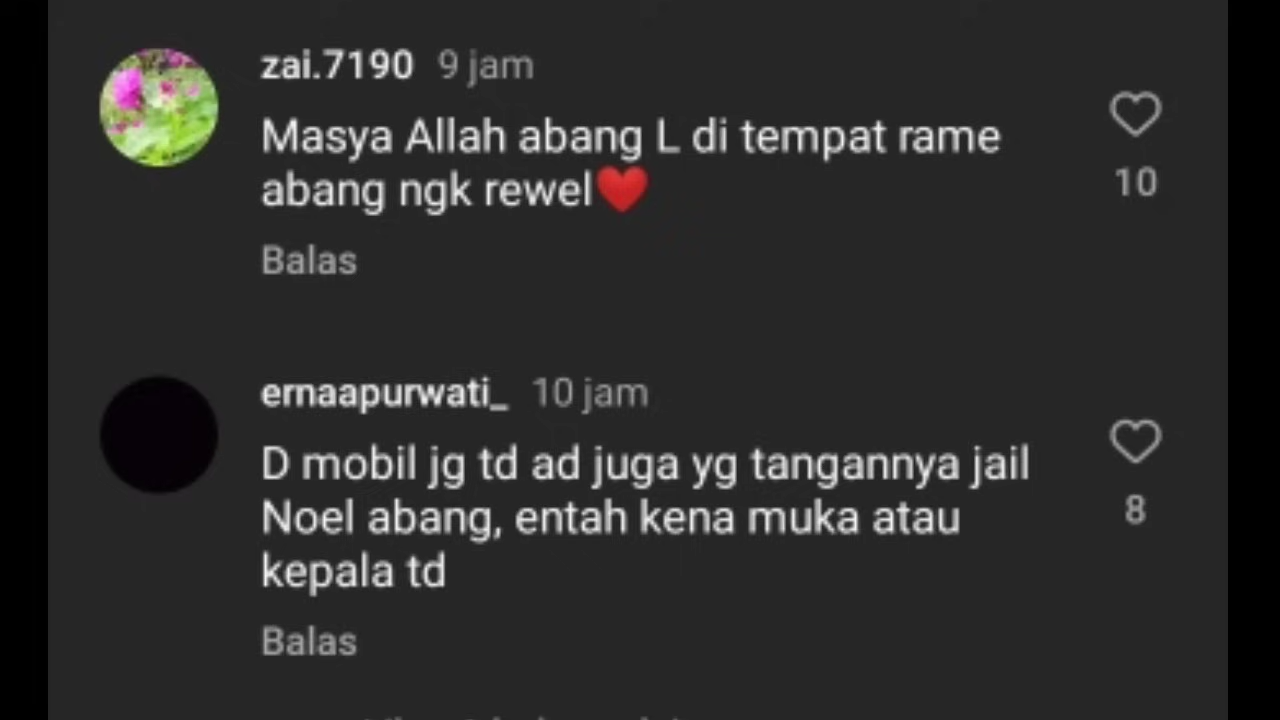 zai.7190 9 jam
Masya Allah abang L di tempat rame
abang ngk rewel❤️
10
Balas
ernaapurwati_ 10 jam
D mobil jg td ad juga yg tangannya jail
Noel abang, entah kena muka atau
8
kepala td
Balas